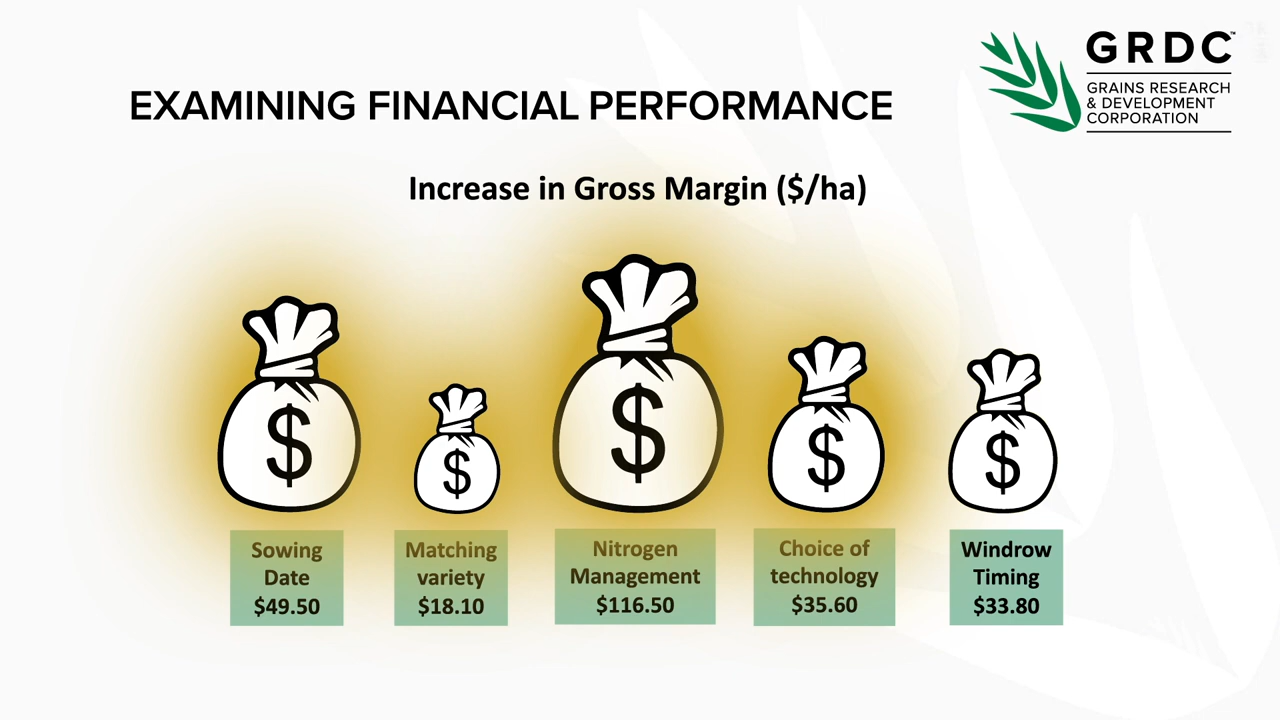 GRDC™
GRAINS RESEARCH
& DEVELOPMENT
CORPORATION
EXAMINING FINANCIAL PERFORMANCE
Increase in Gross Margin ($/ha)
$
$
$
$
$
Sowing
Date
$49.50
Matching
variety
$18.10
Nitrogen
Management
$116.50
Choice of
technology
$35.60
Windrow
Timing
$33.80